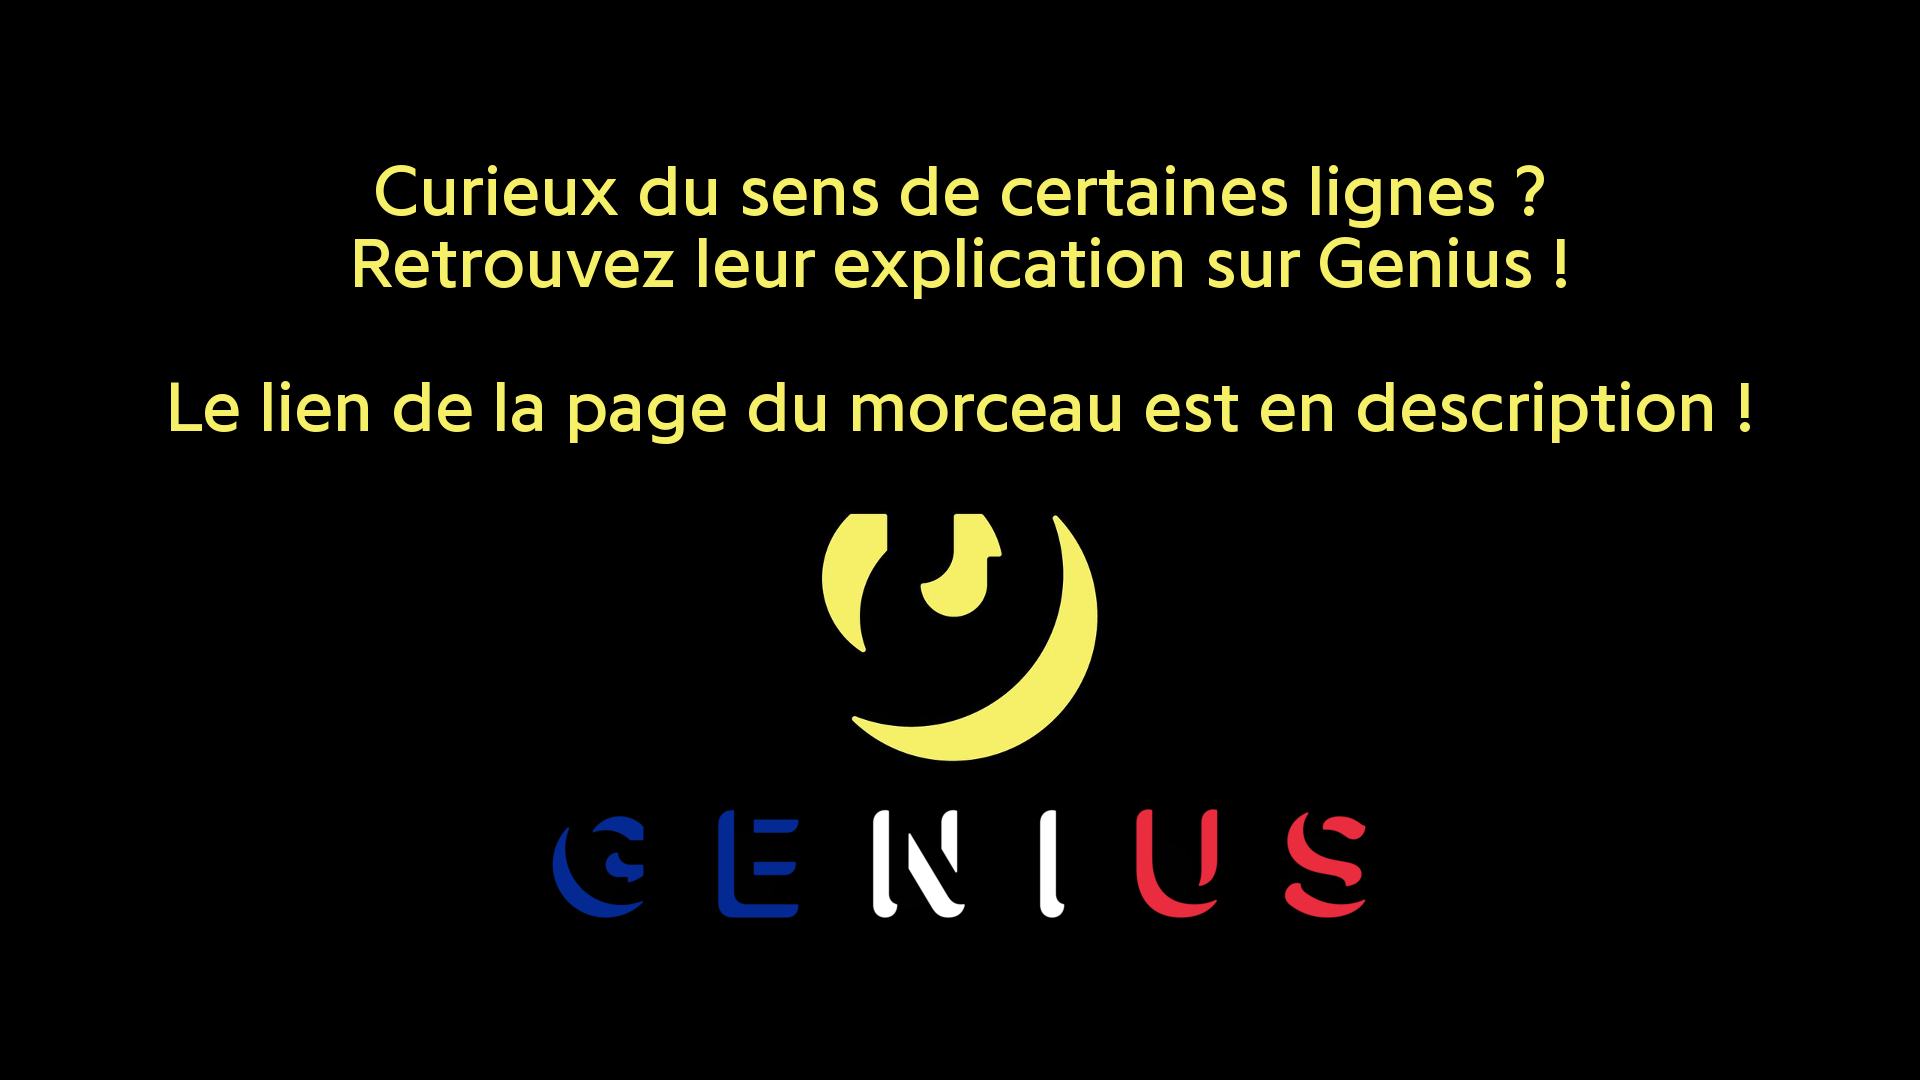 Curieux du sens de certaines lignes ?
Retrouvez leur explication sur Genius !
Le lien de la page du morceau est en description !
GENIUS